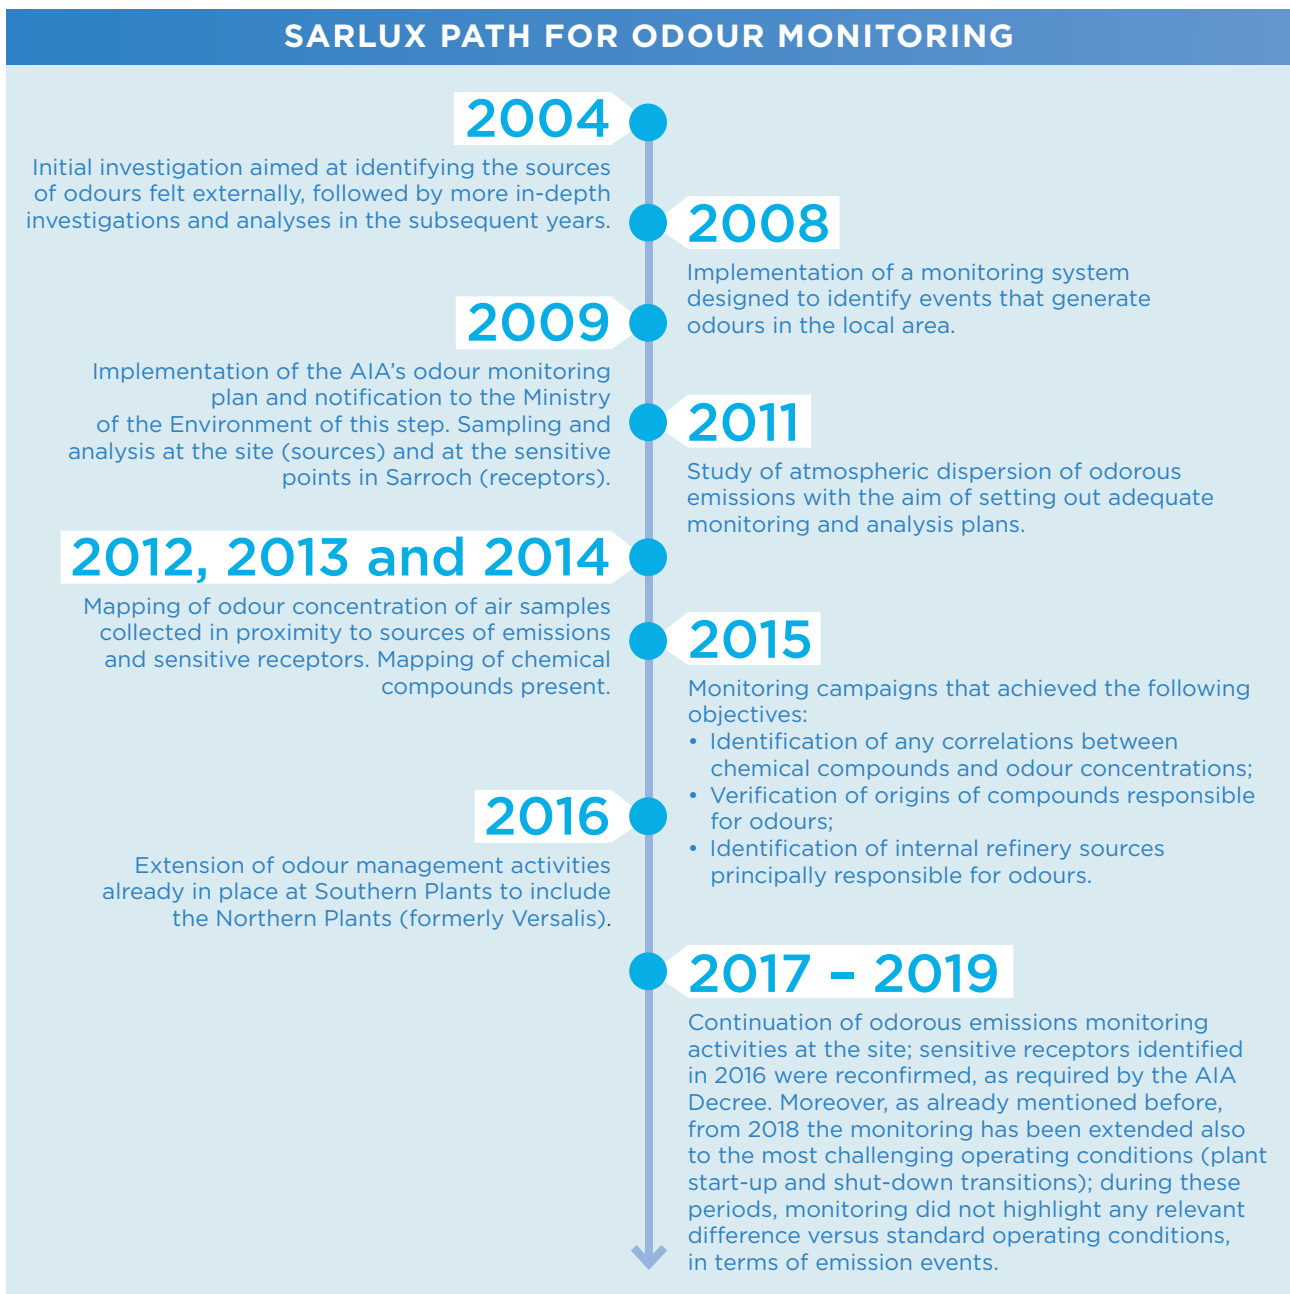 SARLUX PATH FOR ODOUR MONITORING
2004
Initial investigation aimed at identifying the sources
of odours felt externally, followed by more in-depth
investigations and analyses in the subsequent years.
2008
Implementation of a monitoring system
designed to identify events that generate
odours in the local area.
2009
Implementation of the AIA’s odour monitoring
plan and notification to the Ministry
of the Environment of this step. Sampling and
analysis at the site (sources) and at the sensitive
points in Sarroch (receptors).
2011
Study of atmospheric dispersion of odorous
emissions with the aim of setting out adequate
monitoring and analysis plans.
2012, 2013 and 2014
Mapping of odour concentration of air samples
collected in proximity to sources of emissions
and sensitive receptors. Mapping of chemical
compounds present.
2015
Monitoring campaigns that achieved the following
objectives:
• Identification of any correlations between
chemical compounds and odour concentrations;
• Verification of origins of compounds responsible
for odours;
• Identification of internal refinery sources
principally responsible for odours.
2016
Extension of odour management activities
already in place at Southern Plants to include
the Northern Plants (formerly Versalis).
2017 – 2019
Continuation of odorous emissions monitoring
activities at the site; sensitive receptors identified
in 2016 were reconfirmed, as required by the AIA
Decree. Moreover, as already mentioned before,
from 2018 the monitoring has been extended also
to the most challenging operating conditions (plant
start-up and shut-down transitions); during these
periods, monitoring did not highlight any relevant
difference versus standard operating conditions,
in terms of emission events.